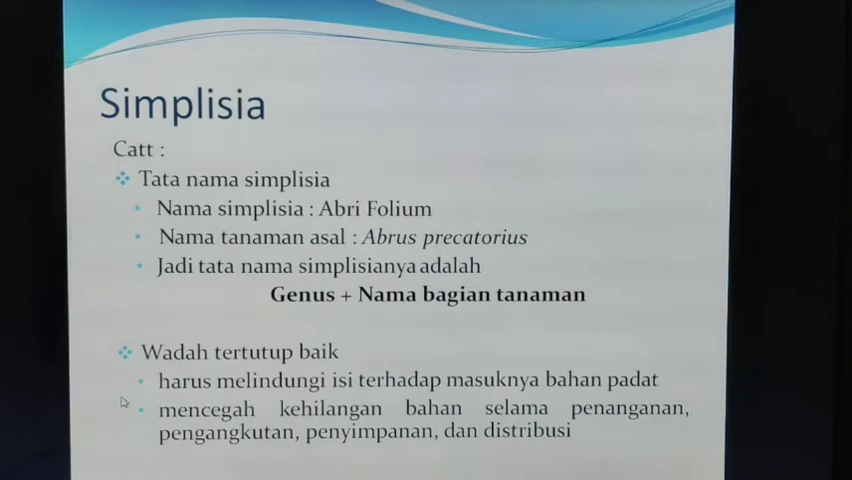 Simplisia
Catt :
Tata nama simplisia
Nama simplisia : Abri Folium
Nama tanaman asal : Abrus precatorius
Jadi tata nama simplisianya adalah
Genus + Nama bagian tanaman
Wadah tertutup baik
harus melindungi isi terhadap masuknya bahan padat
mencegah kehilangan bahan selama penanganan,
pengangkutan, penyimpanan, dan distribusi